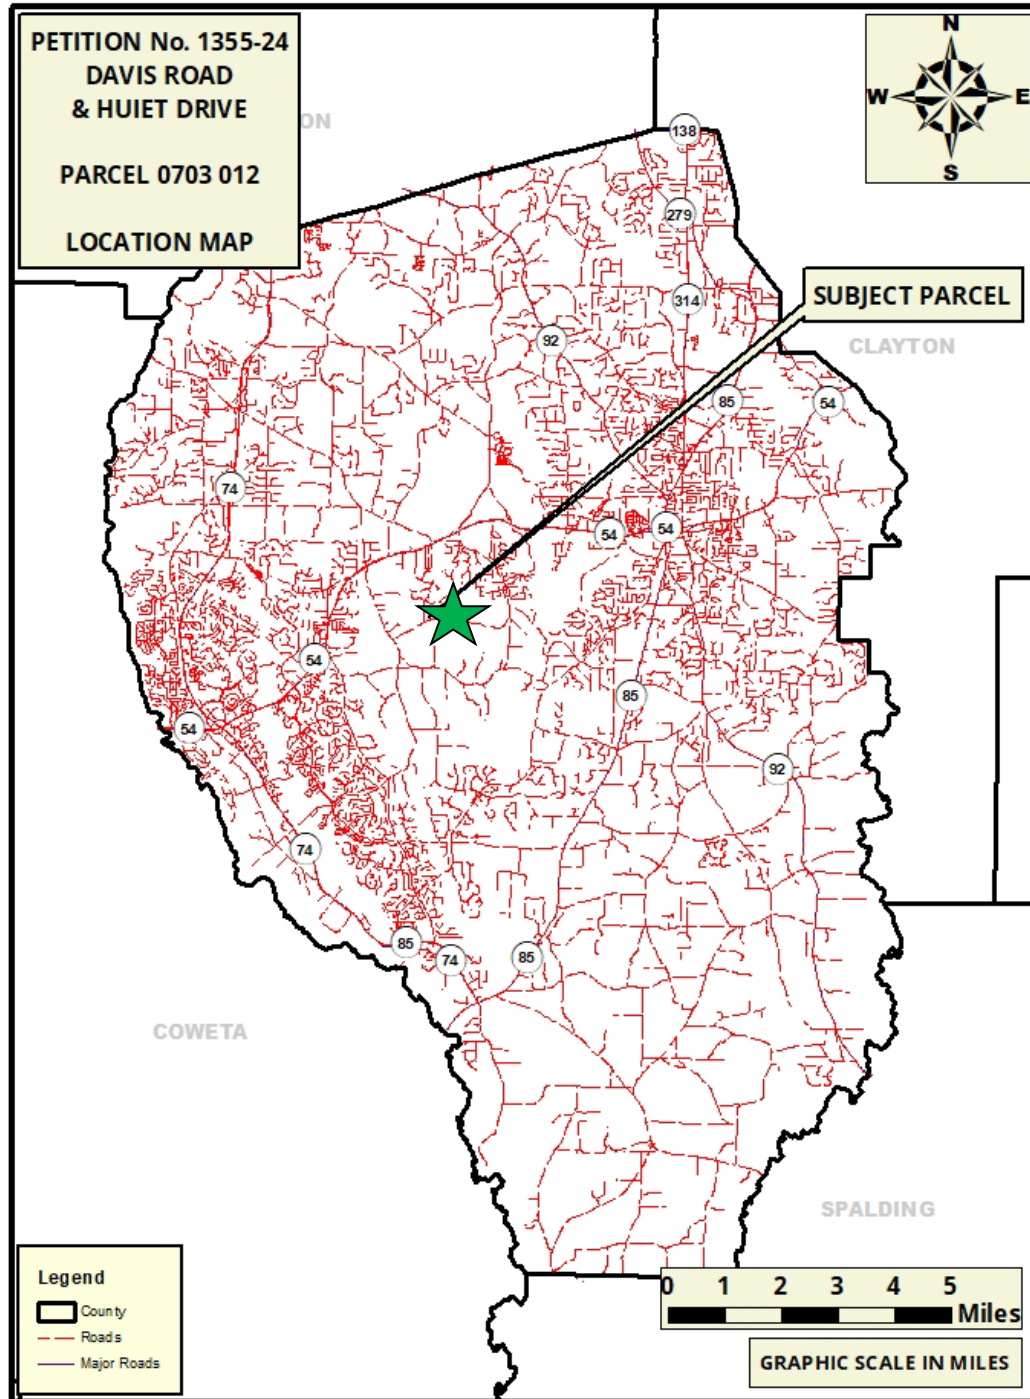 PETITION No. 1355-24
DAVIS ROAD
& HUIET DRIVE
PARCEL 0703 012
LOCATION MAP
ON
N
W
E
S
138
279
314
SUBJECT PARCEL
92
CLAYTON
85
54
74
54
54
54
85
54
92
74
85
74
85
COWETA
SPALDING
Legend
County
Roads
Major Roads
0 1 2 3 4 5
Miles
GRAPHIC SCALE IN MILES